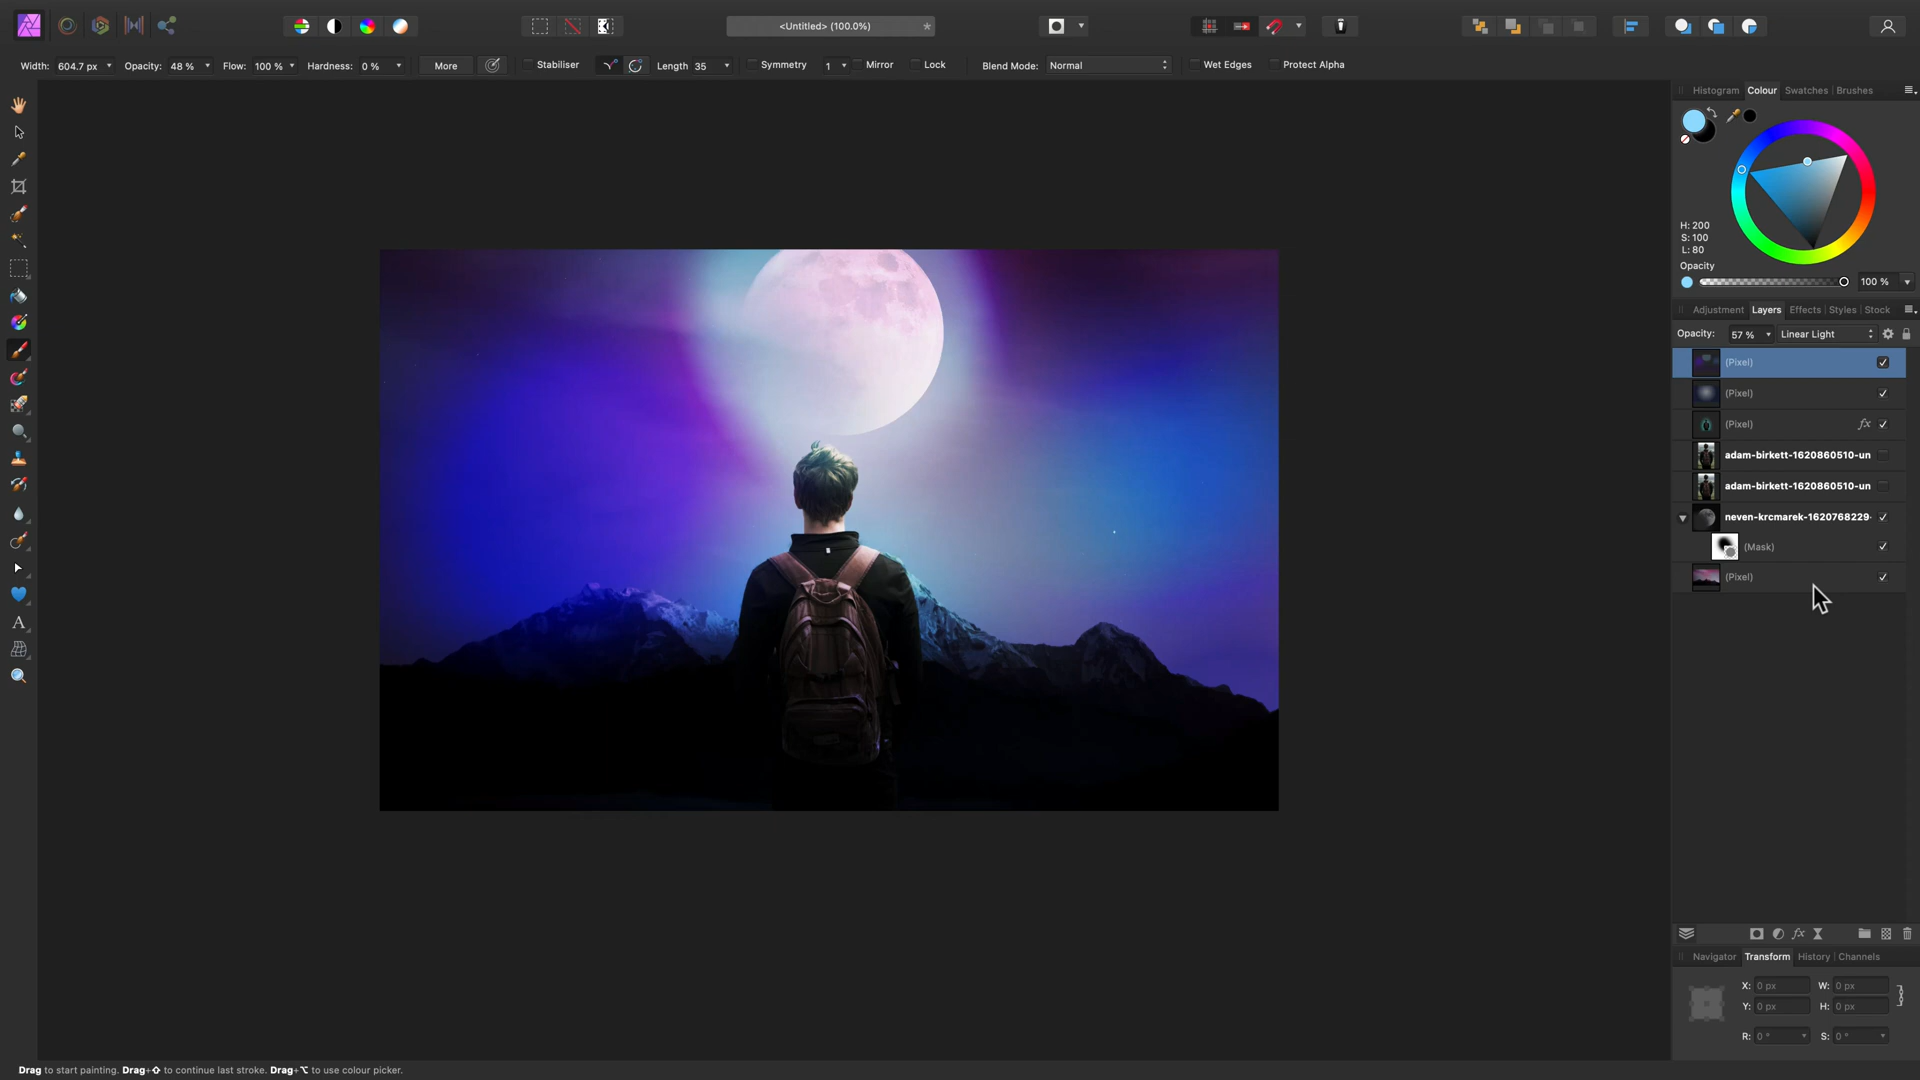 <Untitled> (100.0%)
*
Width: 604.7 px
Opacity: 48 %
Flow: 100 %
Hardness: 0 %
More
Stabiliser
Length 35
Symmetry
1
Mirror
Lock
Blend Mode: Normal
Wet Edges
Protect Alpha
Histogram
Colour
Swatches
Brushes
H: 200
S: 100
L: 80
Opacity
100 %
Adjustment
Layers
Effects
Styles
Stock
Opacity: 57 %
Linear Light
(Pixel)
(Pixel)
(Pixel)
fx
adam-birkett-1620860510-un
adam-birkett-1620860510-un
neven-krcmarek-1620768229-
(Mask)
(Pixel)
A
fx
Navigator
Transform
History
Channels
X: 0 px
W: 0 px
Y: 0 px
H: 0 px
R: 0 °
S: 0 °
Drag to start painting. Drag+⇧ to continue last stroke. Drag+⌥ to use colour picker.